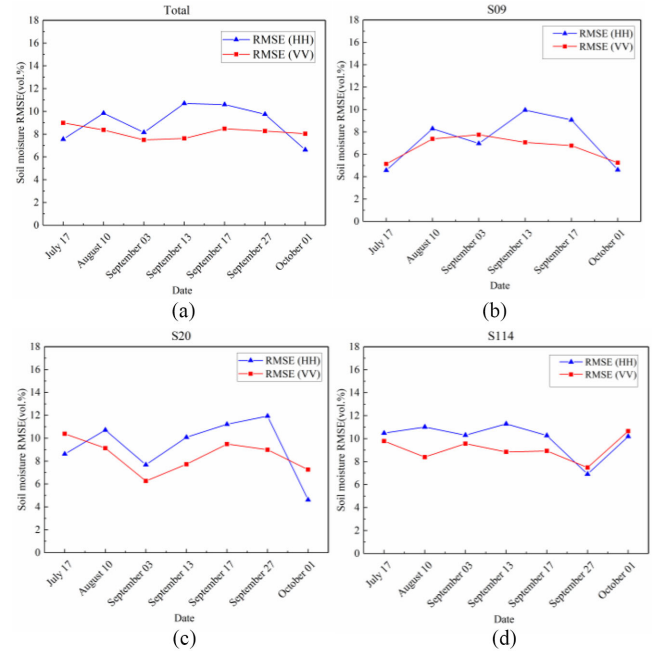 Total
18
16
14
12
10
8
6
4
2
0
Soil moisture RMSE(vol.%)
RMSE (HH)
RMSE (VV)
July 17
August 10
September 03
September 13
September 17
September 27
October 01
Date
(a)
S09
18
16
14
12
10
8
6
4
2
0
Soil moisture RMSE(vol.%)
RMSE (HH)
RMSE (VV)
July 17
August 10
September 03
September 13
September 17
October 01
Date
(b)
S20
18
16
14
12
10
8
6
4
2
0
Soil moisture RMSE(vol.%)
RMSE (HH)
RMSE (VV)
July 17
August 10
September 03
September 13
September 17
September 27
October 01
Date
(c)
S114
18
16
14
12
10
8
6
4
2
0
Soil moisture RMSE(vol.%)
RMSE (HH)
RMSE (VV)
July 17
August 10
September 03
September 13
September 17
September 27
October 01
Date
(d)